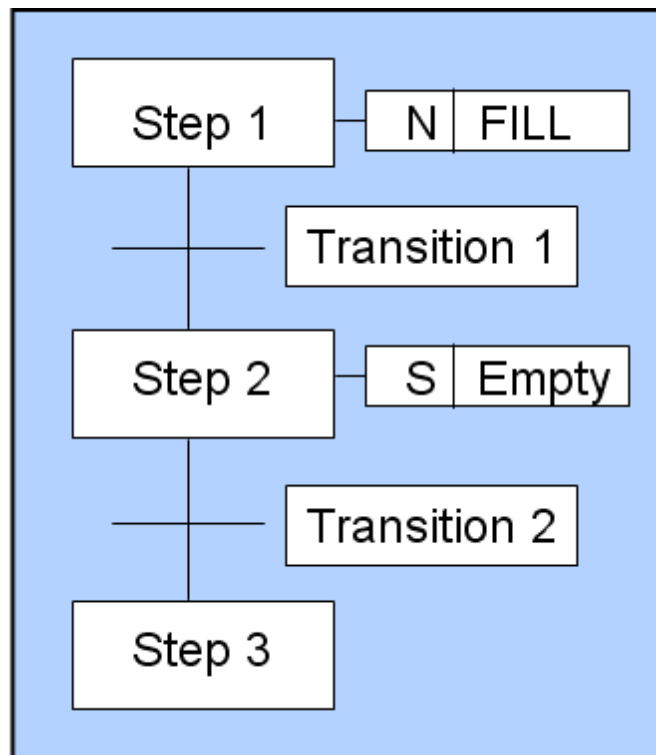 Step 1
N FILL
Transition 1
Step 2
S Empty
Transition 2
Step 3